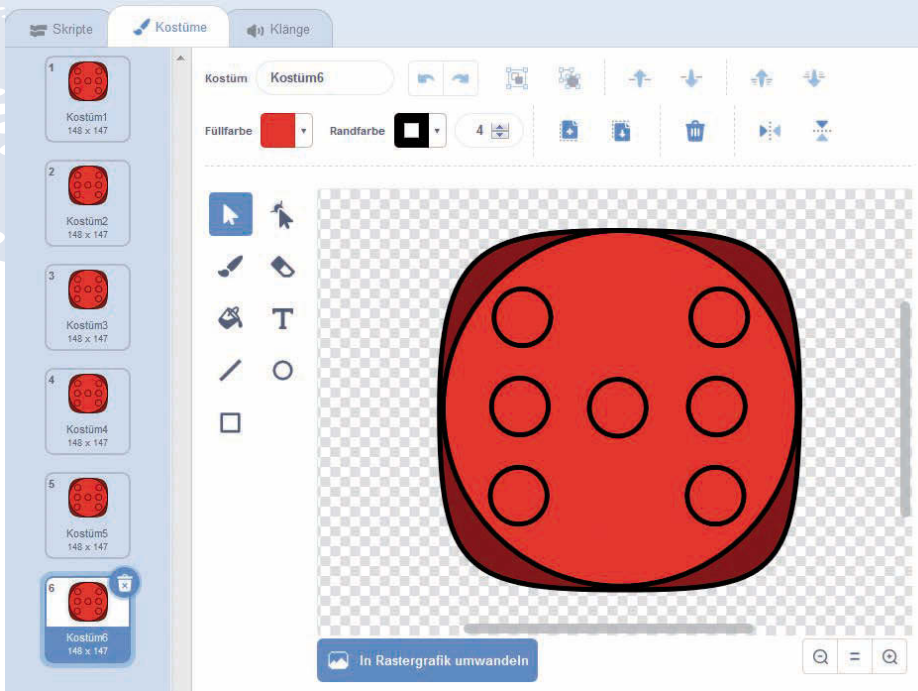 Skripte Kostüme Klänge
1
Kostüm1
148 x 147
2
Kostüm2
148 x 147
3
Kostüm3
148 x 147
4
Kostüm4
148 x 147
5
Kostüm5
148 x 147
6
Kostüm6
148 x 147
Kostüm Kostüm6
Füllfarbe Randfarbe 4
T
In Rastergrafik umwandeln